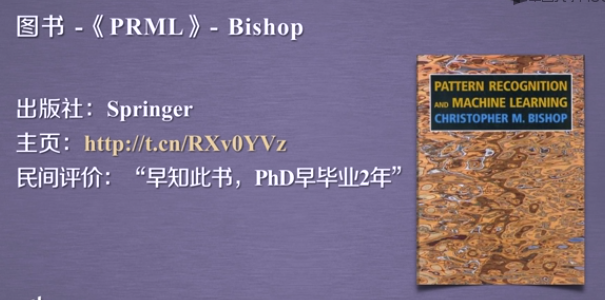 图书 -《PRML》- Bishop
出版社：Springer
主页：http://t.cn/RXv0YVz
民间评价：“早知此书，PhD早毕业2年”
PATTERN RECOGNITION
AND MACHINE LEARNING
CHRISTOPHER M. BISHOP